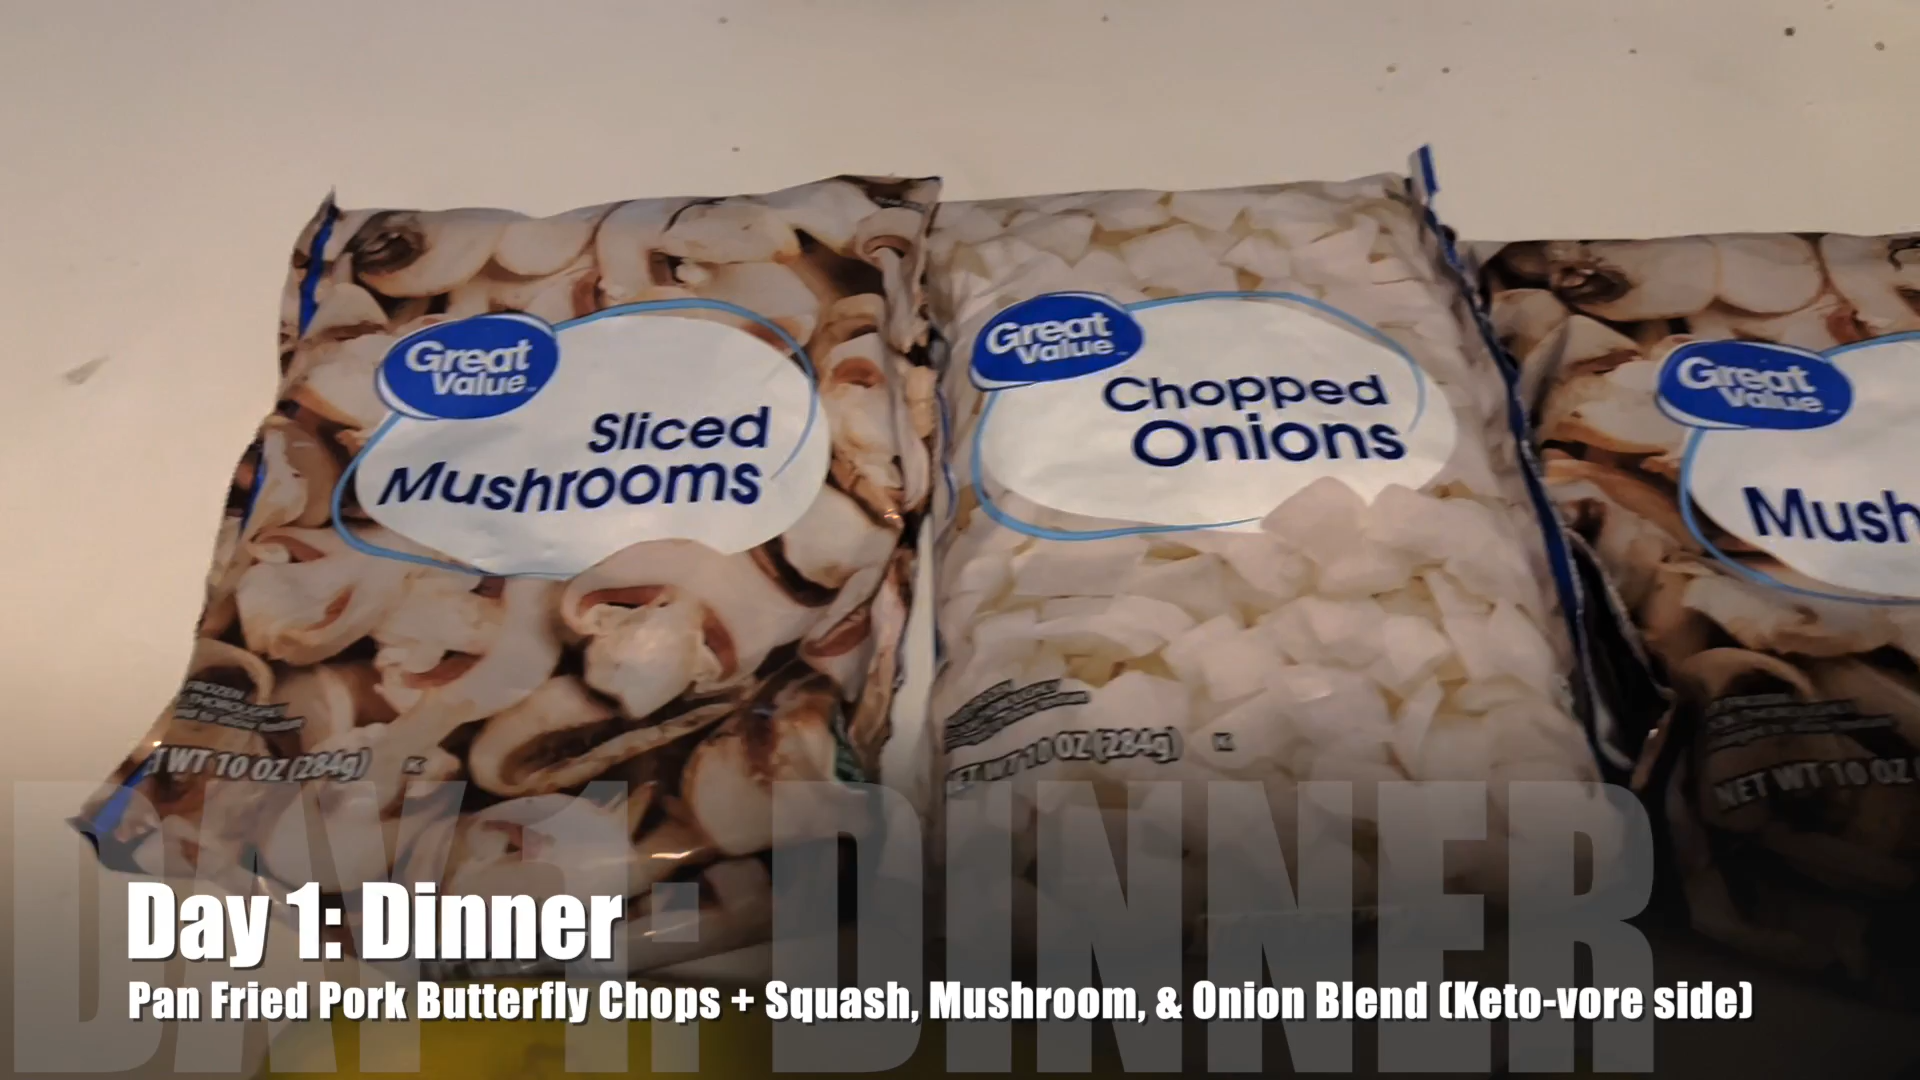 Great
Value
Sliced
Mushrooms
FROZEN
T WT 10 OZ (284g)
K
Great
Value
Chopped
Onions
ET WT 10 OZ (284g)
K
Great
Value
Mush
NET WT 10 OZ
DAY 1: DINNER
Day 1: Dinner
Pan Fried Pork Butterfly Chops + Squash, Mushroom, & Onion Blend (Keto-vore side)